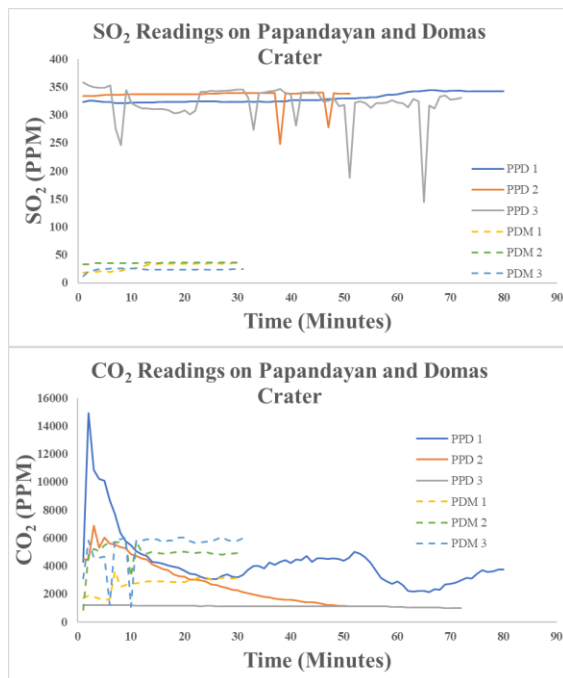 SO₂ Readings on Papandayan and Domas
Crater
400
350
300
250
200
150
100
50
0
SO₂ (PPM)
PPD 1
PPD 2
PPD 3
PDM 1
PDM 2
PDM 3
0 10 20 30 40 50 60 70 80 90
Time (Minutes)
CO₂ Readings on Papandayan and Domas
Crater
16000
14000
12000
10000
8000
6000
4000
2000
0
CO₂ (PPM)
PPD 1
PPD 2
PPD 3
PDM 1
PDM 2
PDM 3
0 10 20 30 40 50 60 70 80 90
Time (Minutes)